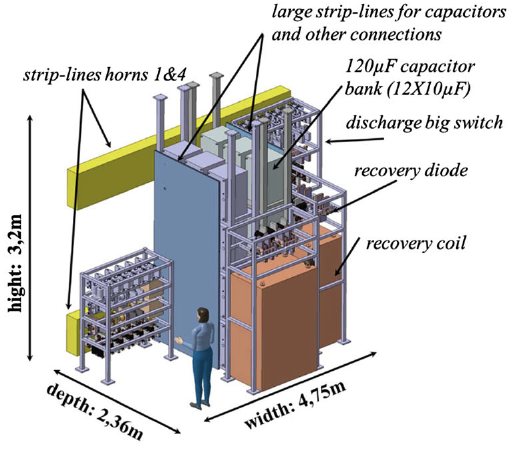 large strip-lines for capacitors
and other connections
strip-lines horns 1&4
120µF capacitor
bank (12X10µF)
discharge big switch
recovery diode
recovery coil
hight: 3,2m
depth: 2,36m
width: 4,75m